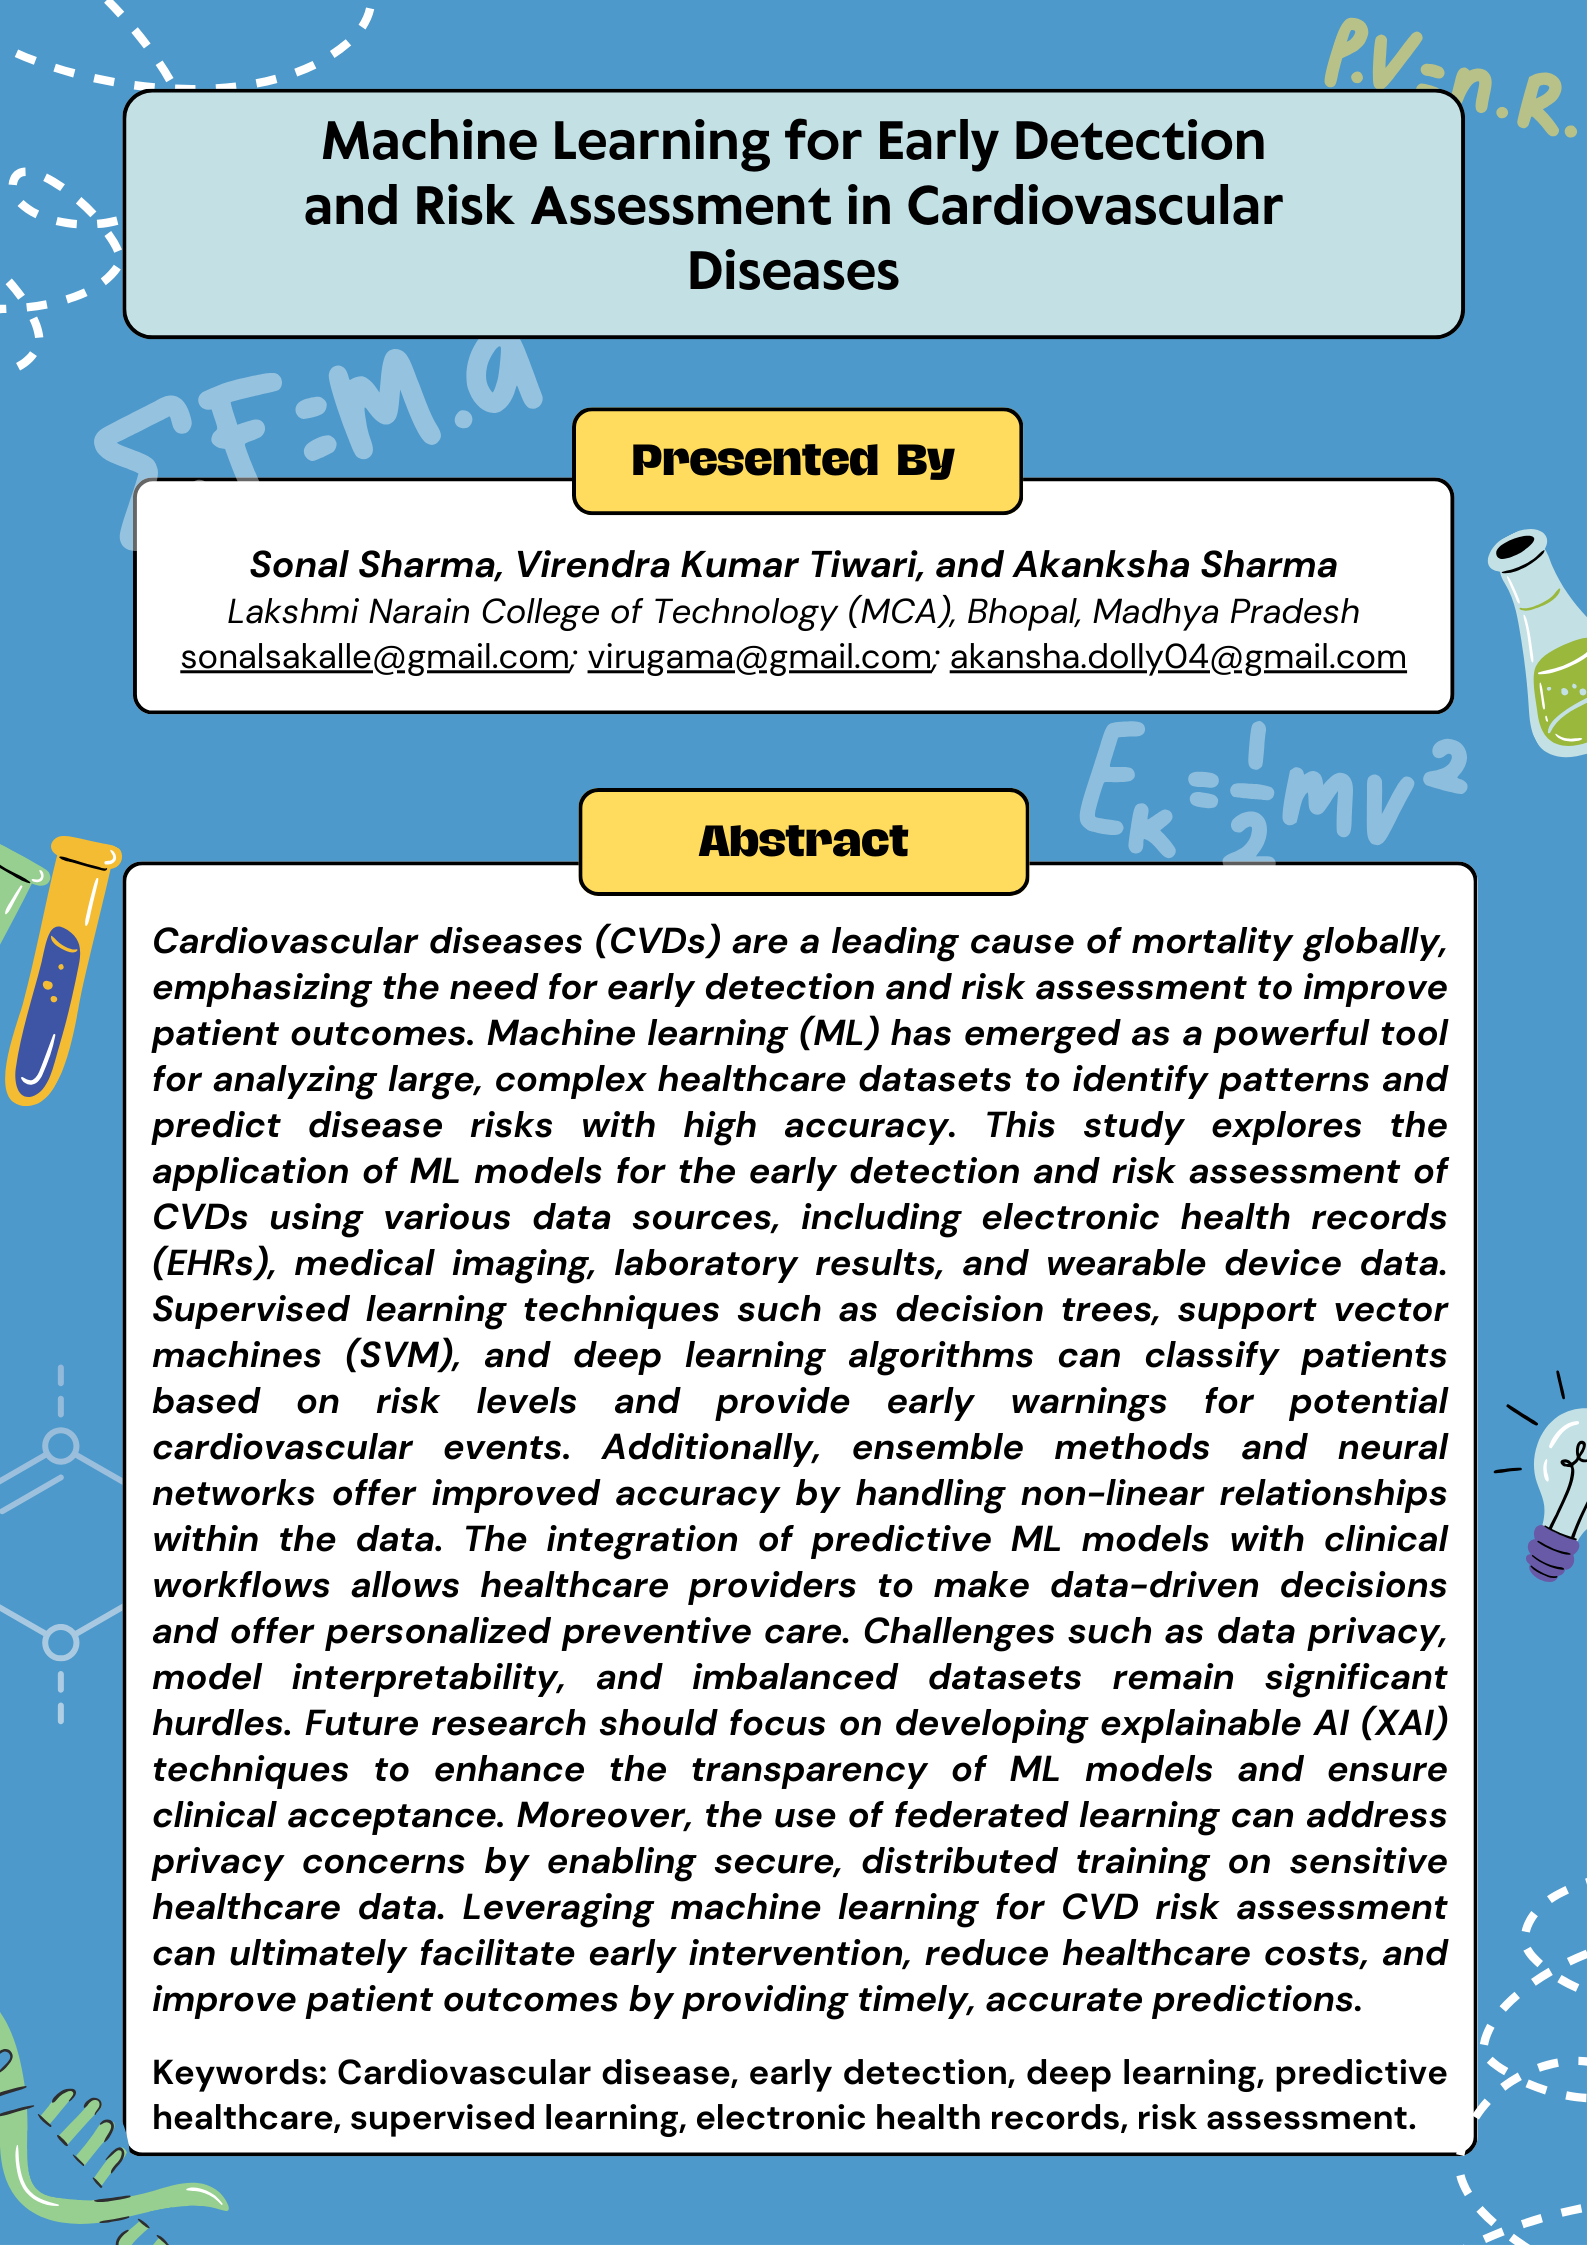 P.V=n.R.
Machine Learning for Early Detection
and Risk Assessment in Cardiovascular
Diseases
ΣF=M.a
Presented By
Sonal Sharma, Virendra Kumar Tiwari, and Akanksha Sharma
Lakshmi Narain College of Technology (MCA), Bhopal, Madhya Pradesh
sonalsakalle@gmail.com; virugama@gmail.com; akansha.dolly04@gmail.com
Eκ=½mv²
Abstract
Cardiovascular diseases (CVDs) are a leading cause of mortality globally,
emphasizing the need for early detection and risk assessment to improve
patient outcomes. Machine learning (ML) has emerged as a powerful tool
for analyzing large, complex healthcare datasets to identify patterns and
predict disease risks with high accuracy. This study explores the
application of ML models for the early detection and risk assessment of
CVDs using various data sources, including electronic health records
(EHRs), medical imaging, laboratory results, and wearable device data.
Supervised learning techniques such as decision trees, support vector
machines (SVM), and deep learning algorithms can classify patients
based on risk levels and provide early warnings for potential
cardiovascular events. Additionally, ensemble methods and neural
networks offer improved accuracy by handling non-linear relationships
within the data. The integration of predictive ML models with clinical
workflows allows healthcare providers to make data-driven decisions
and offer personalized preventive care. Challenges such as data privacy,
model interpretability, and imbalanced datasets remain significant
hurdles. Future research should focus on developing explainable AI (XAI)
techniques to enhance the transparency of ML models and ensure
clinical acceptance. Moreover, the use of federated learning can address
privacy concerns by enabling secure, distributed training on sensitive
healthcare data. Leveraging machine learning for CVD risk assessment
can ultimately facilitate early intervention, reduce healthcare costs, and
improve patient outcomes by providing timely, accurate predictions.
Keywords: Cardiovascular disease, early detection, deep learning, predictive
healthcare, supervised learning, electronic health records, risk assessment.